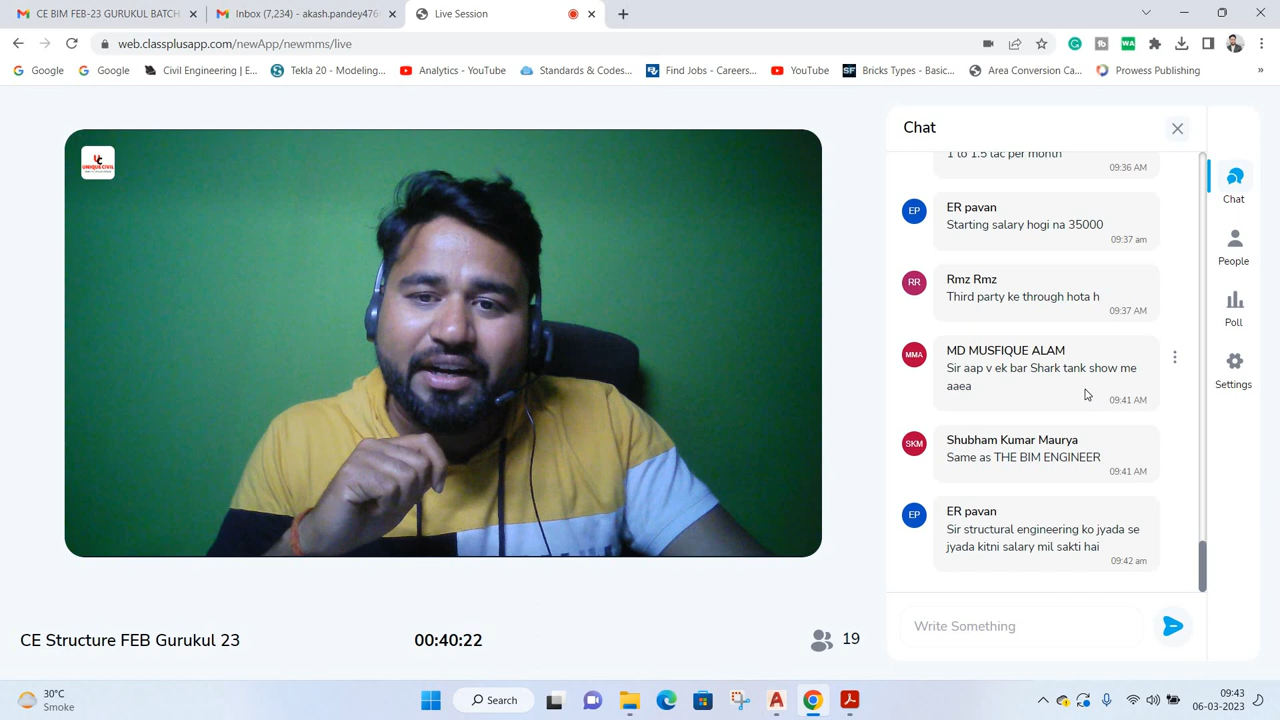 CE BIM FEB-23 GURUKUL BATCH
Inbox (7,234) - akash.pandey476
Live Session
web.classplusapp.com/newApp/newmms/live
Google
Google
Civil Engineering | E...
Tekla 20 - Modeling...
Analytics - YouTube
Standards & Codes...
Find Jobs - Careers...
YouTube
Bricks Types - Basic...
Area Conversion Ca...
Prowess Publishing
UNIQUE CIVIL
Chat
1 to 1.5 tac per month
09:36 AM
EP
ER pavan
Starting salary hogi na 35000
09:37 am
RR
Rmz Rmz
Third party ke through hota h
09:37 AM
MMA
MD MUSFIQUE ALAM
Sir aap v ek bar Shark tank show me
aaea
09:41 AM
SKM
Shubham Kumar Maurya
Same as THE BIM ENGINEER
09:41 AM
EP
ER pavan
Sir structural engineering ko jyada se
jyada kitni salary mil sakti hai
09:42 am
Write Something
Chat
People
Poll
Settings
CE Structure FEB Gurukul 23
00:40:22
19
30°C
Smoke
Search
09:43
06-03-2023